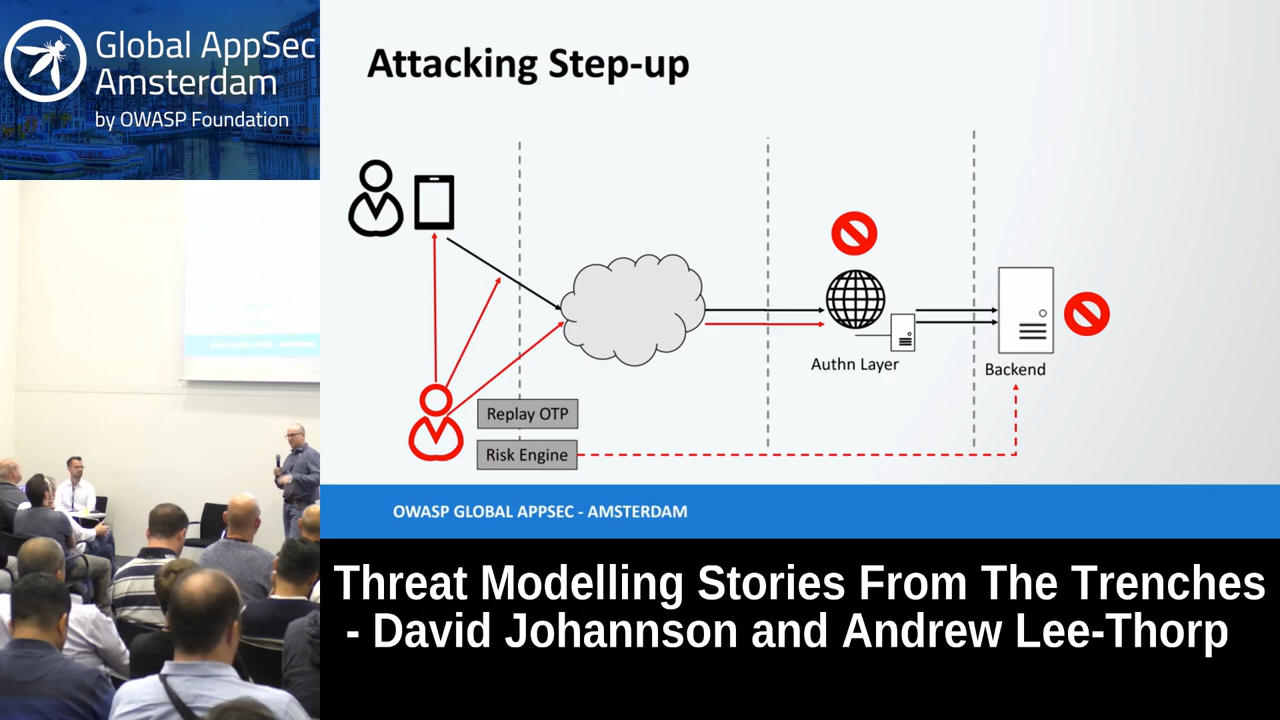 Global AppSec
Amsterdam
by OWASP Foundation
Attacking Step-up
Authn Layer
Backend
Replay OTP
Risk Engine
OWASP GLOBAL APPSEC - AMSTERDAM
Threat Modelling Stories From The Trenches
- David Johannson and Andrew Lee-Thorp